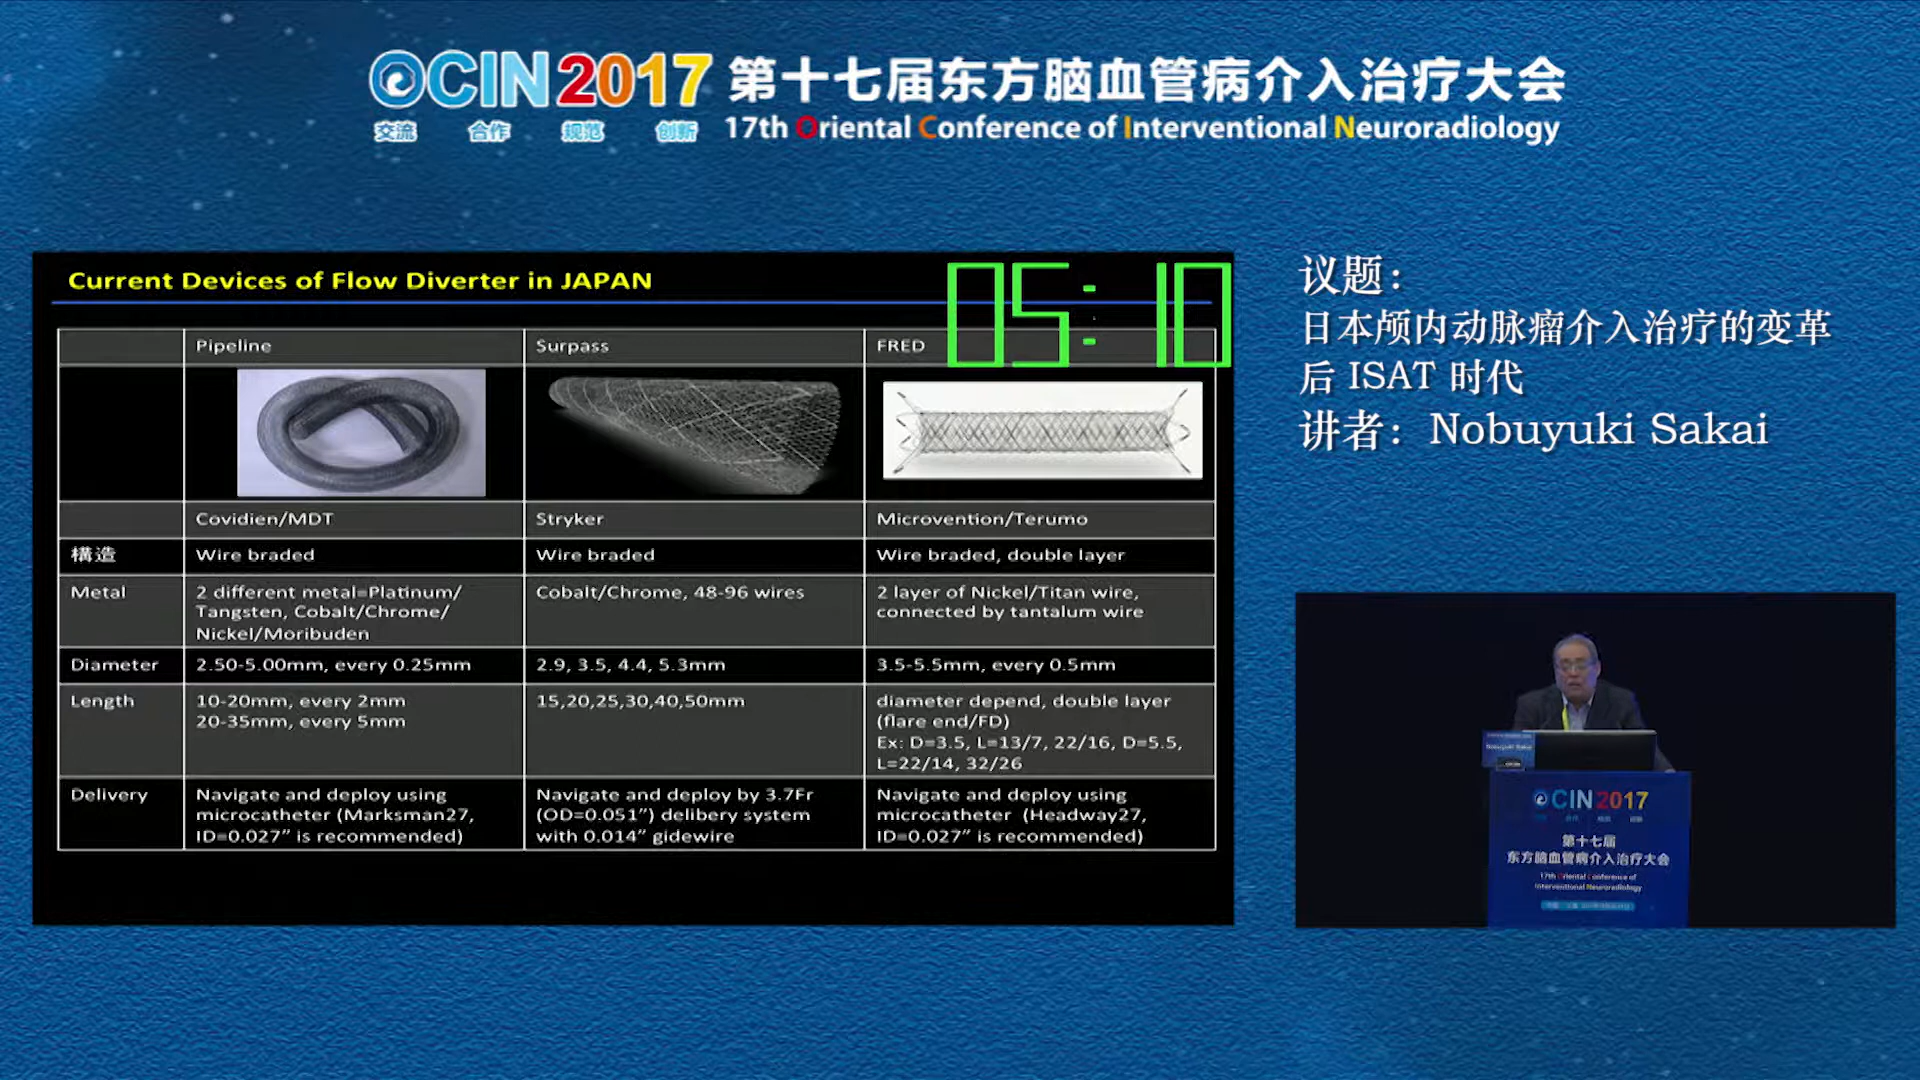 OCIN 2017 第十七届东方脑血管病介入治疗大会
交流 合作 规范 创新 17th Oriental Conference of Interventional Neuroradiology
Current Devices of Flow Diverter in JAPAN
05:10
Pipeline Surpass FRED
Covidien/MDT Stryker Microvention/Terumo
構造 Wire braded Wire braded Wire braded, double layer
Metal
2 different metal=Platinum/
Tangsten, Cobalt/Chrome/
Nickel/Moribuden
Cobalt/Chrome, 48-96 wires
2 layer of Nickel/Titan wire,
connected by tantalum wire
Diameter 2.50-5.00mm, every 0.25mm 2.9, 3.5, 4.4, 5.3mm 3.5-5.5mm, every 0.5mm
Length
10-20mm, every 2mm
20-35mm, every 5mm
15,20,25,30,40,50mm
diameter depend, double layer
(flare end/FD)
Ex: D=3.5, L=13/7, 22/16, D=5.5,
L=22/14, 32/26
Delivery
Navigate and deploy using
microcatheter (Marksman27,
ID=0.027” is recommended)
Navigate and deploy by 3.7Fr
(OD=0.051”) delibery system
with 0.014” gidewire
Navigate and deploy using
microcatheter (Headway27,
ID=0.027” is recommended)
议题：
日本颅内动脉瘤介入治疗的变革
后 ISAT 时代
讲者：Nobuyuki Sakai
Nobuyuki Sakai
OCIN 2017
第十七届
东方脑血管病介入治疗大会
17th Oriental Conference of
Interventional Neuroradiology